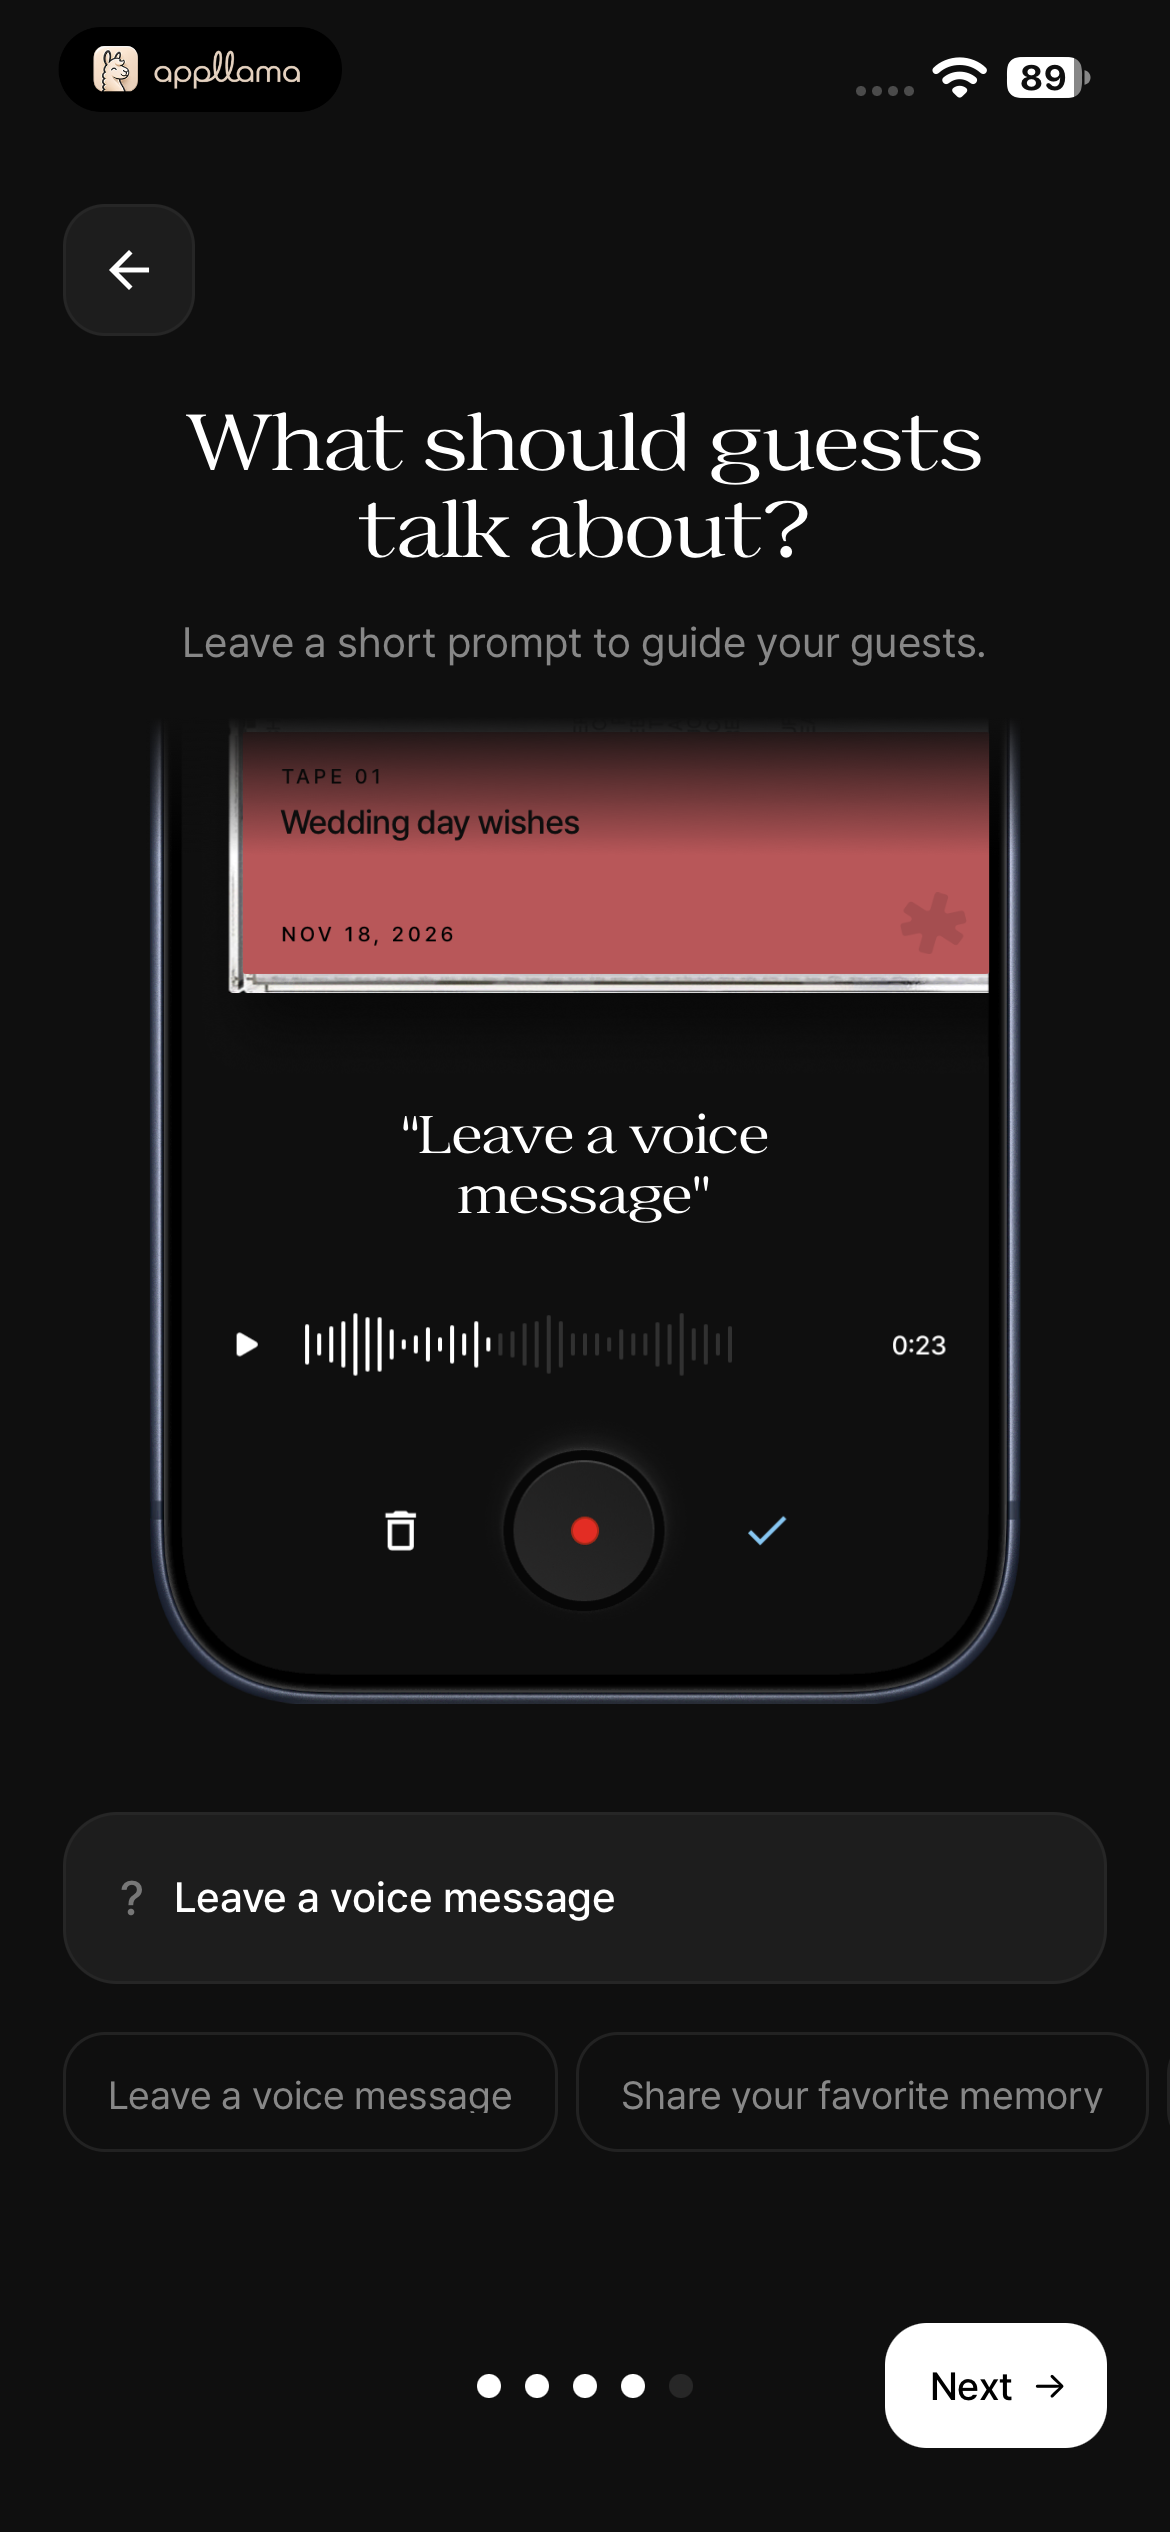 appllama
89
What should guests
talk about?
Leave a short prompt to guide your guests.
TAPE 01
Wedding day wishes
NOV 18, 2026
"Leave a voice
message"
0:23
? Leave a voice message
Leave a voice message
Share your favorite memory
Next →